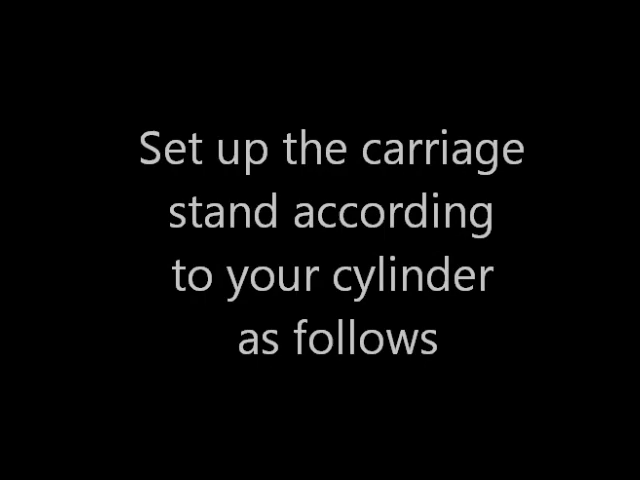 Set up the carriage
stand according
to your cylinder
as follows